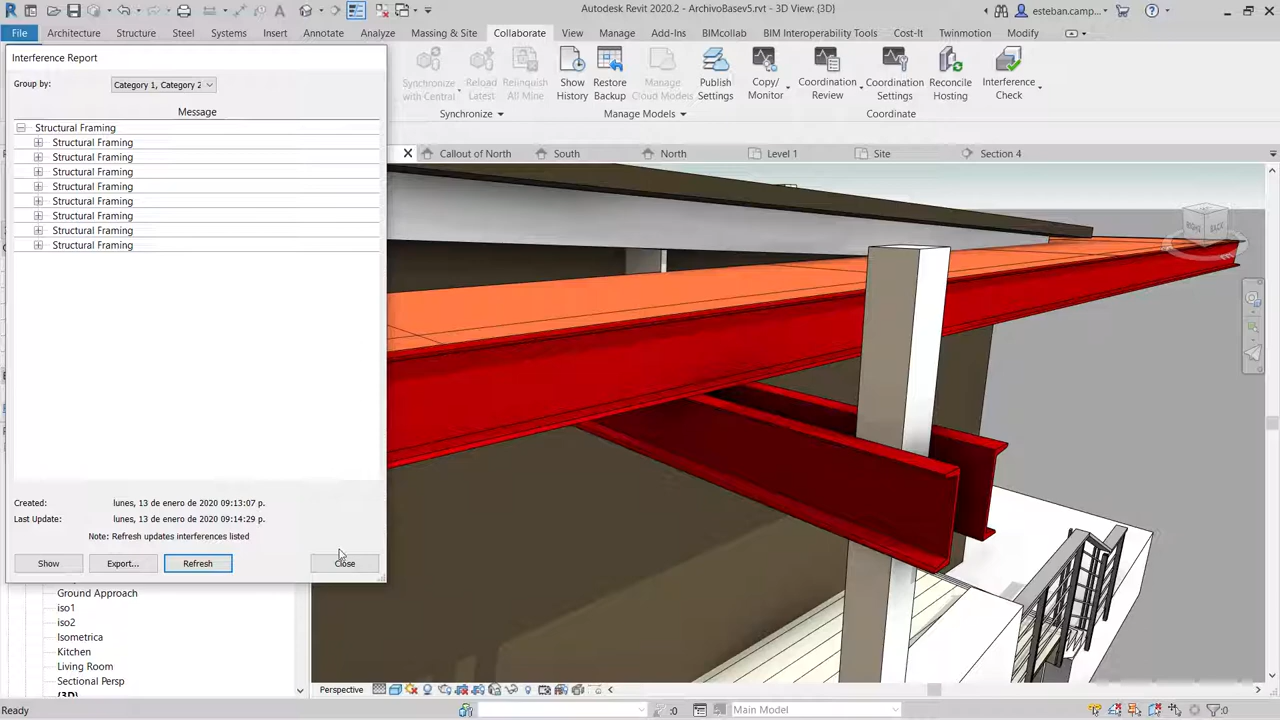 Autodesk Revit 2020.2 - ArchivoBasev5.rvt - 3D View: {3D}
esteban.camp...
File Architecture Structure Steel Systems Insert Annotate Analyze Massing & Site Collaborate View Manage Add-Ins BIMcollab BIM Interoperability Tools Cost-It Twinmotion Modify
Interference Report
Group by:
Category 1, Category 2
Message
Structural Framing
Structural Framing
Structural Framing
Structural Framing
Structural Framing
Structural Framing
Structural Framing
Structural Framing
Structural Framing
Created: lunes, 13 de enero de 2020 09:13:07 p.
Last Update: lunes, 13 de enero de 2020 09:14:29 p.
Note: Refresh updates interferences listed
Show Export... Refresh Close
Synchronize with Central
Reload Latest
Relinquish All Mine
Show History
Restore Backup
Manage Cloud Models
Publish Settings
Copy/ Monitor
Coordination Review
Coordination Settings
Reconcile Hosting
Interference Check
Synchronize
Manage Models
Coordinate
Callout of North South North Level 1 Site Section 4
RIGHT BACK
Ground Approach
iso1
iso2
Isometrica
Kitchen
Living Room
Sectional Persp
{3D}
Perspective
Ready
:0
Main Model
:0